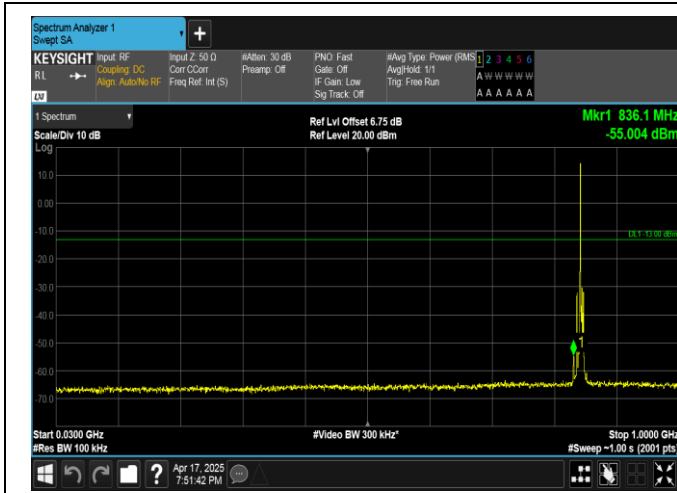 Spectrum Analyzer 1
Swept SA
+
KEYSIGHT
RL
LXI
Input: RF
Coupling: DC
Align: Auto/No RF
Input Z: 50 Ω
Corr CCorr
Freq Ref: Int (S)
#Atten: 30 dB
Preamp: Off
PNO: Fast
Gate: Off
IF Gain: Low
Sig Track: Off
#Avg Type: Power (RMS
Avg|Hold: 1/1
Trig: Free Run
1 2 3 4 5 6
A W W W W W
A A A A A A
1 Spectrum
Scale/Div 10 dB
Log
Ref Lvl Offset 6.75 dB
Ref Level 20.00 dBm
Mkr1 836.1 MHz
-55.004 dBm
10.0
0.00
-10.0
-20.0
-30.0
-40.0
-50.0
-60.0
-70.0
DL1 -13.00 dBm
1
Start 0.0300 GHz
#Res BW 100 kHz
#Video BW 300 kHz*
Stop 1.0000 GHz
#Sweep ~1.00 s (2001 pts)
?
Apr 17, 2025
7:51:42 PM